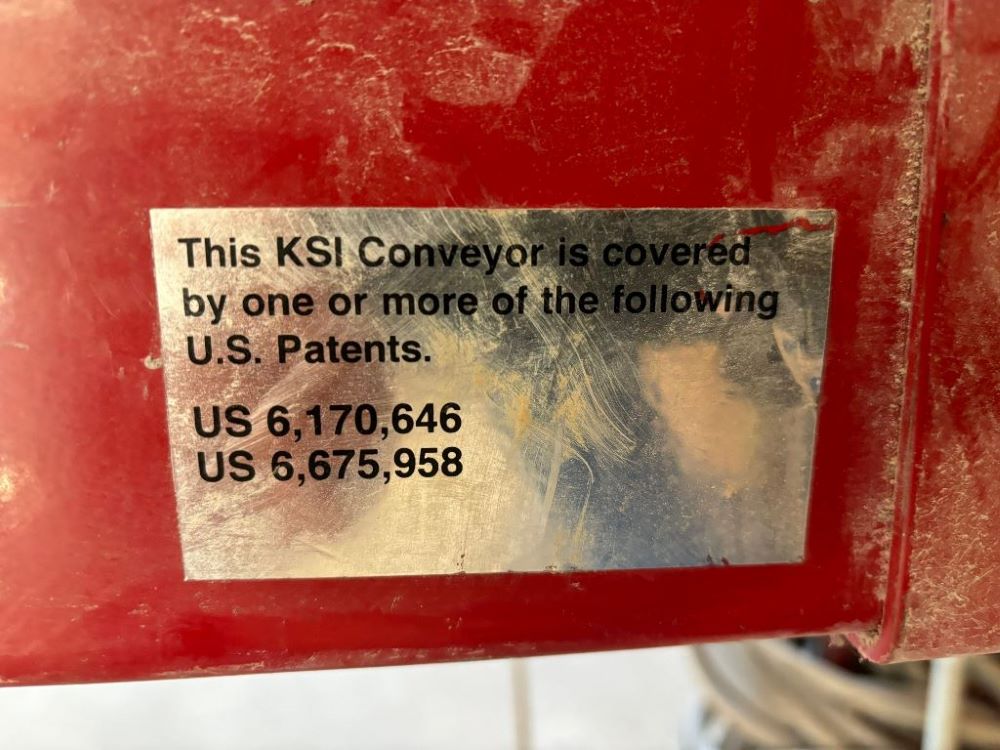 This KSI Conveyor is covered
by one or more of the following
U.S. Patents.
US 6,170,646
US 6,675,958